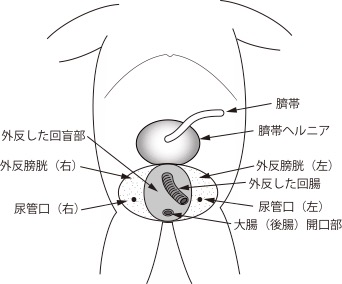 臍帯
臍帯ヘルニア
外反した回盲部
外反膀胱（右）
外反膀胱（左）
外反した回腸
尿管口（右）
尿管口（左）
大腸（後腸）開口部